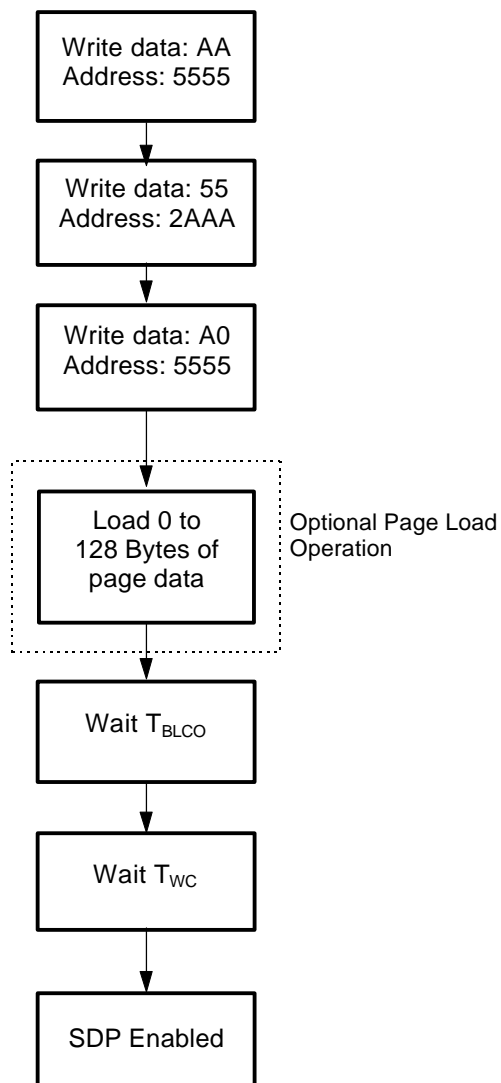 Write data: AA
Address: 5555
Write data: 55
Address: 2AAA
Write data: A0
Address: 5555
Load 0 to
128 Bytes of
page data
Optional Page Load
Operation
Wait TBLCO
Wait TWC
SDP Enabled